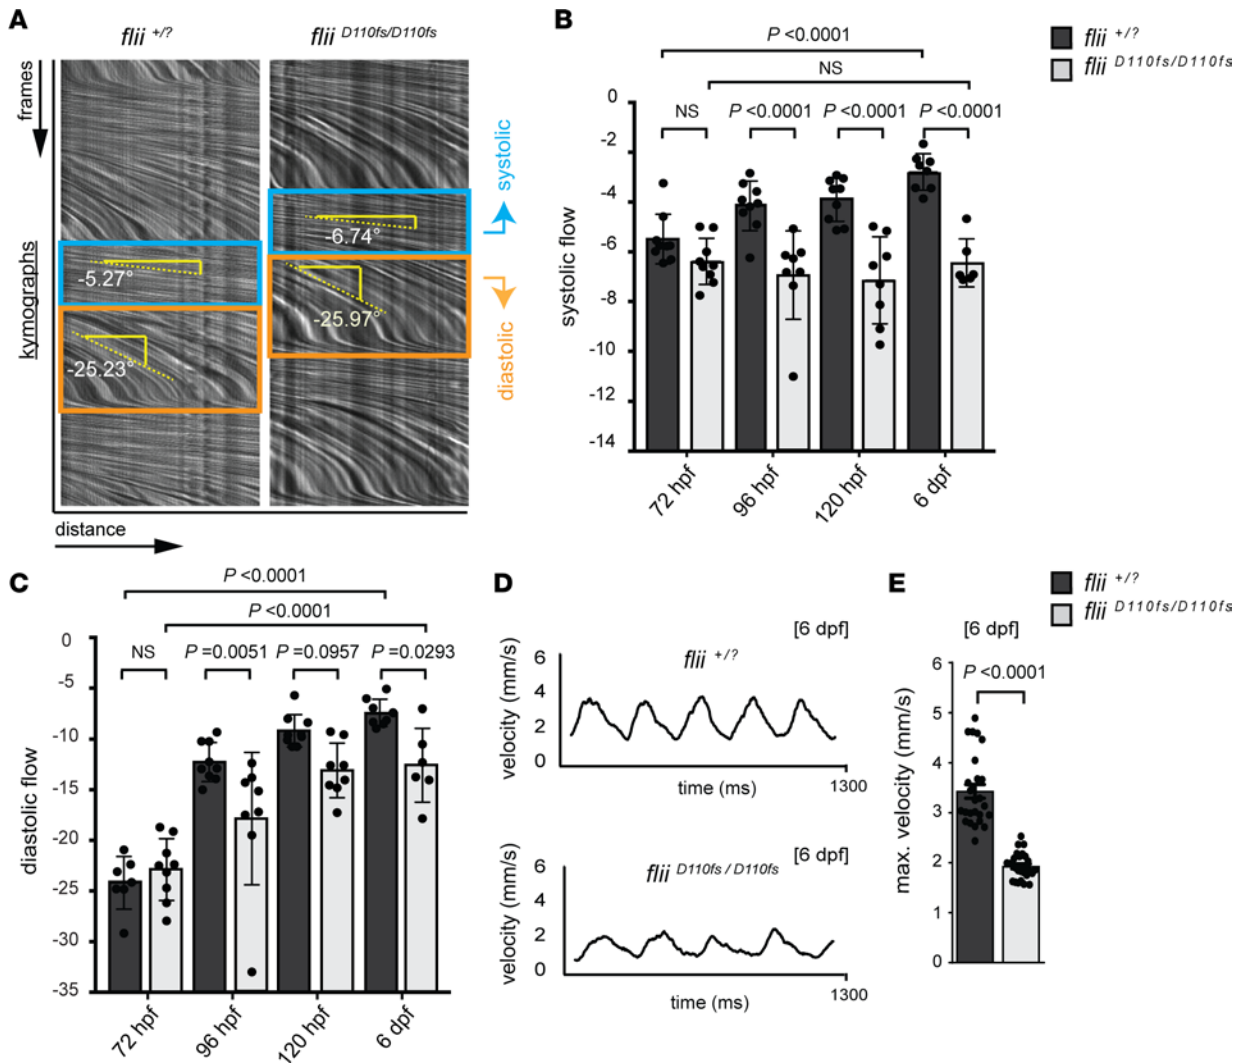 A
flii +/?
flii D110fs/D110fs
frames
kymographs
-5.27°
-25.23°
-6.74°
-25.97°
systolic
diastolic
distance
B
flii +/?
flii D110fs/D110fs
P <0.0001
NS
NS
P <0.0001
P <0.0001
P <0.0001
systolic flow
0
-2
-4
-6
-8
-10
-12
-14
72 hpf
96 hpf
120 hpf
6 dpf
C
P <0.0001
P <0.0001
NS
P =0.0051
P =0.0957
P =0.0293
diastolic flow
0
-5
-10
-15
-20
-25
-30
-35
72 hpf
96 hpf
120 hpf
6 dpf
D
[6 dpf]
flii +/?
velocity (mm/s)
6
4
2
0
time (ms)
1300
[6 dpf]
flii D110fs / D110fs
velocity (mm/s)
6
4
2
0
time (ms)
1300
E
flii +/?
flii D110fs/D110fs
[6 dpf]
P <0.0001
max. velocity (mm/s)
6
5
4
3
2
1
0